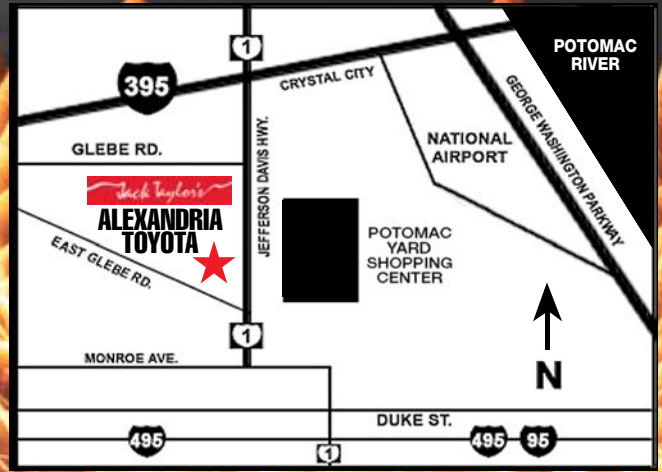 POTOMAC
RIVER
1
395
CRYSTAL CITY
GEORGE WASHINGTON PARKWAY
GLEBE RD.
JEFFERSON DAVIS HWY.
NATIONAL
AIRPORT
Jack Taylor's
ALEXANDRIA
TOYOTA
EAST GLEBE RD.
POTOMAC
YARD
SHOPPING
CENTER
1
MONROE AVE.
N
DUKE ST.
495
1
495
95